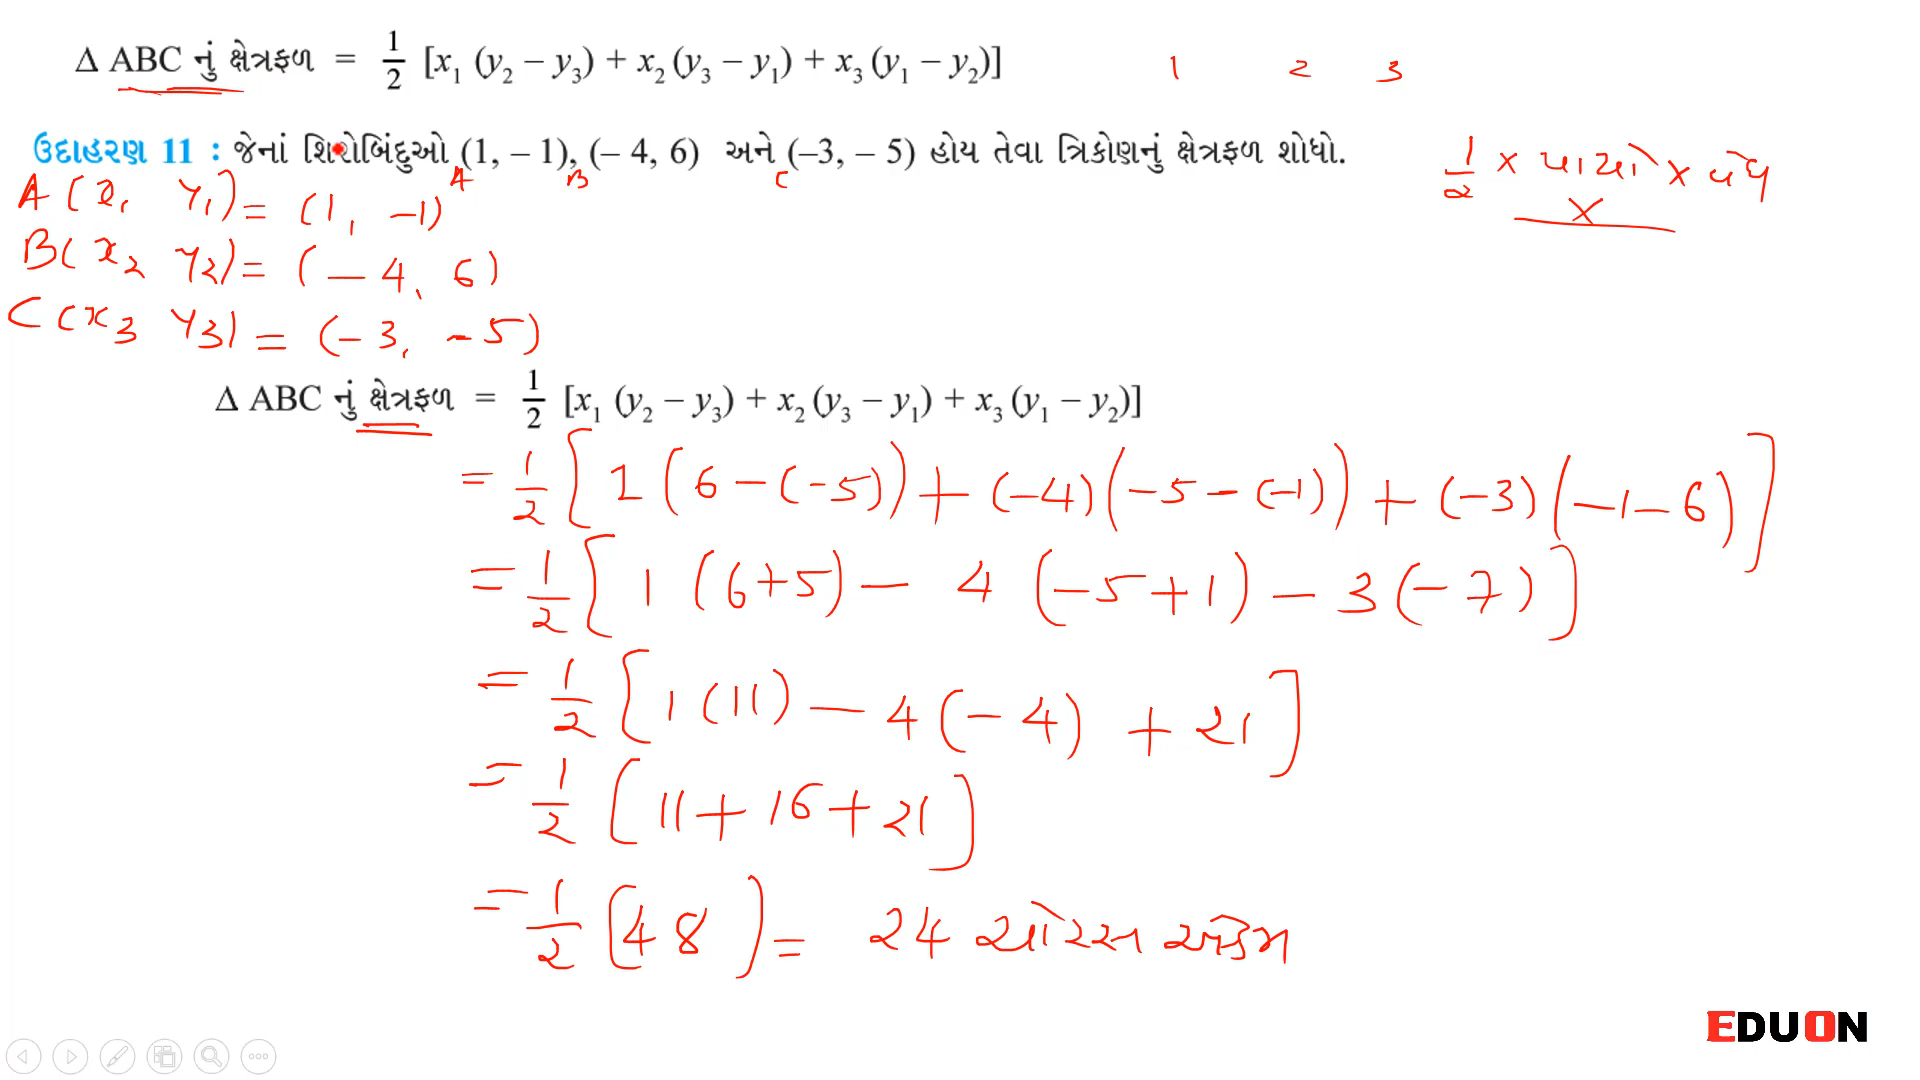 Δ ABC નું ક્ષેત્રફળ = 1/2 [x₁ (y₂ – y₃) + x₂ (y₃ – y₁) + x₃ (y₁ – y₂)]
1 2 3
ઉદાહરણ 11 : જેનાં શિરોબિંદુઓ (1, – 1), (– 4, 6) અને (–3, – 5) હોય તેવા ત્રિકોણનું ક્ષેત્રફળ શોધો.
A B C
1/2 × પાયો × વેધ
×
A(x₁ y₁) = (1, –1)
B(x₂ y₂) = (– 4, 6)
C(x₃ y₃) = (– 3, – 5)
Δ ABC નું ક્ષેત્રફળ = 1/2 [x₁ (y₂ – y₃) + x₂ (y₃ – y₁) + x₃ (y₁ – y₂)]
= 1/2 [1 (6 – (–5)) + (–4) (–5 – (–1)) + (–3) (–1 – 6)]
= 1/2 [1 (6+5) – 4 (–5+1) – 3 (–7)]
= 1/2 [1 (11) – 4 (–4) + 21]
= 1/2 [11 + 16 + 21]
= 1/2 [48] = 24 ચોરસ એકમ
EDUON